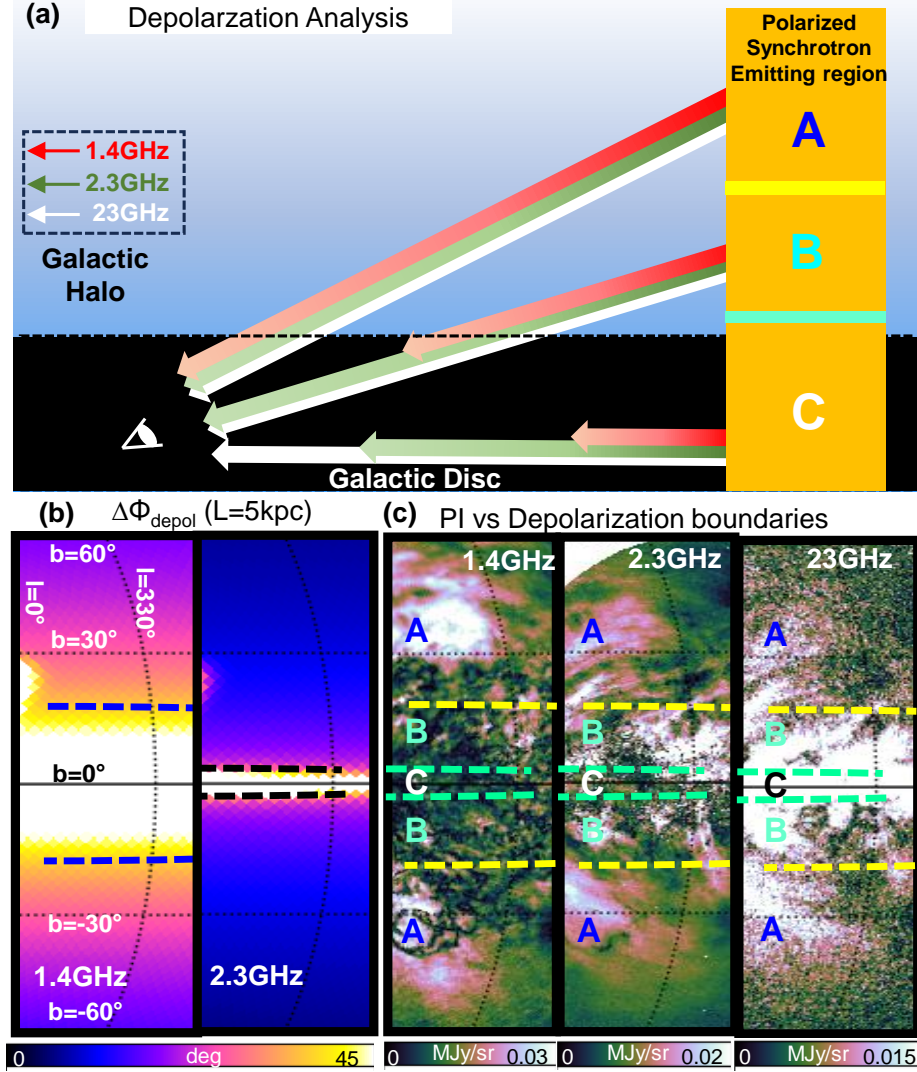 (a)
Depolarzation Analysis
Polarized
Synchrotron
Emitting region
A
1.4GHz
2.3GHz
23GHz
B
Galactic
Halo
C
Galactic Disc
(b)
ΔΦdepol (L=5kpc)
b=60°
l=0°
l=330°
b=30°
b=0°
b=-30°
1.4GHz
b=-60°
2.3GHz
0
deg
45
(c)
PI vs Depolarization boundaries
1.4GHz
2.3GHz
23GHz
A
A
A
B
B
B
C
C
C
B
B
B
A
A
A
0
MJy/sr
0.03
0
MJy/sr
0.02
0
MJy/sr
0.015